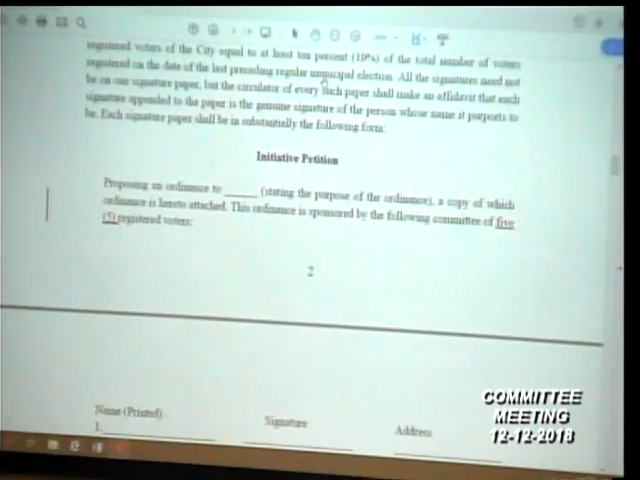 registered voters of the City equal to at least ten percent (10%) of the total number of voters
registered on the date of the last preceding regular municipal election. All the signatures need not
be on one signature paper, but the circulator of every such paper shall make an affidavit that each
signature appended to the paper is the genuine signature of the person whose name it purports to
be. Each signature paper shall be in substantially the following form:
Initiative Petition
Proposing an ordinance to ______ (stating the purpose of the ordinance), a copy of which
ordinance is hereto attached. This ordinance is sponsored by the following committee of five
(5) registered voters:
2
Name (Printed) Signature Address
1.
COMMITTEE
MEETING
12-12-2018